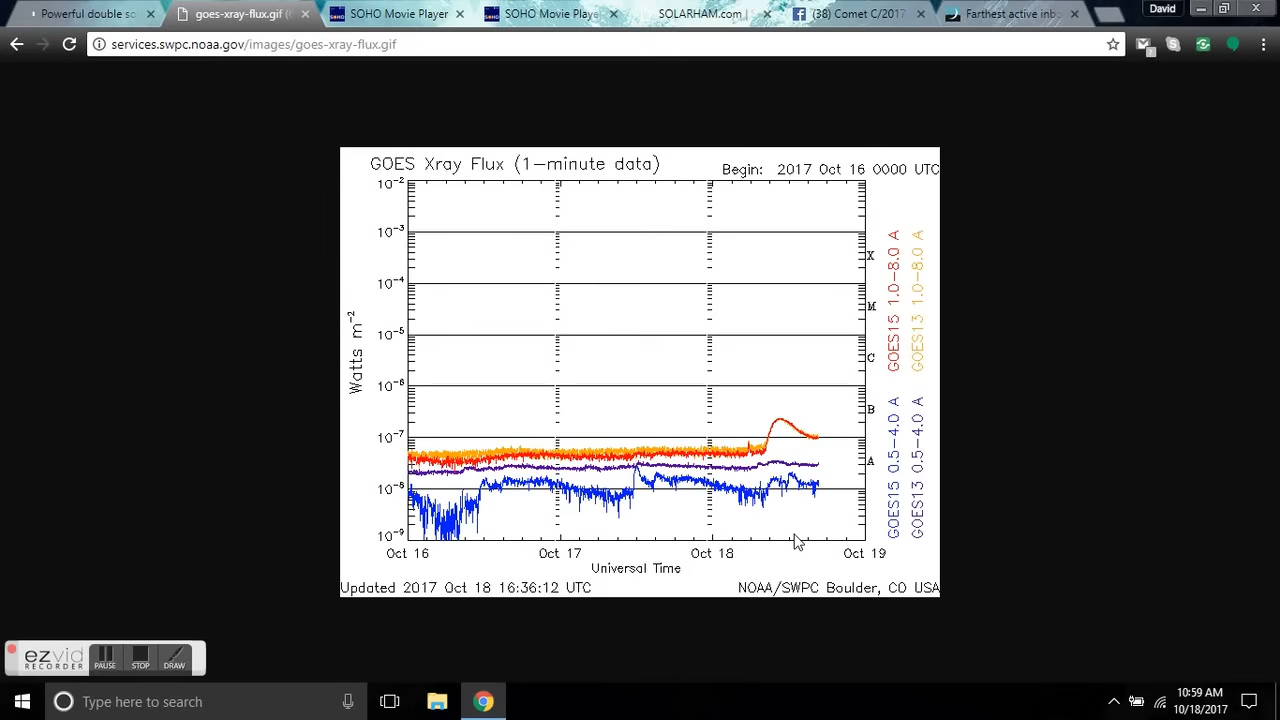 Powerful double so
goes-xray-flux.gif (
SOHO Movie Player
SOHO Movie Playe
SOLARHAM.com |
(38) Comet C/2017
Farthest active inb
David
services.swpc.noaa.gov/images/goes-xray-flux.gif
GOES Xray Flux (1-minute data)
Begin: 2017 Oct 16 0000 UTC
10-2
10-3
10-4
10-5
10-6
10-7
10-8
10-9
Watts m-2
X
M
C
B
A
GOES15 1.0-8.0 A
GOES13 1.0-8.0 A
GOES15 0.5-4.0 A
GOES13 0.5-4.0 A
Oct 16
Oct 17
Oct 18
Oct 19
Universal Time
Updated 2017 Oct 18 16:36:12 UTC
NOAA/SWPC Boulder, CO USA
ezvid
RECORDER
PAUSE
STOP
DRAW
Type here to search
10:59 AM
10/18/2017